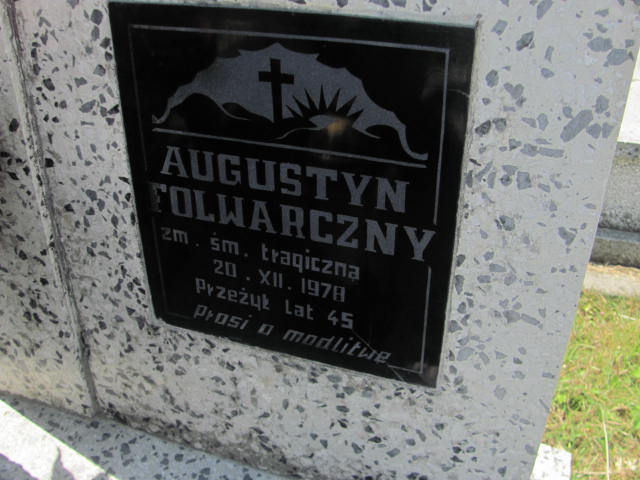 AUGUSTYN
FOLWARCZNY
zm. śm. tragiczną
20. XII. 1978
Przeżył lat 45
prosi o modlitwę